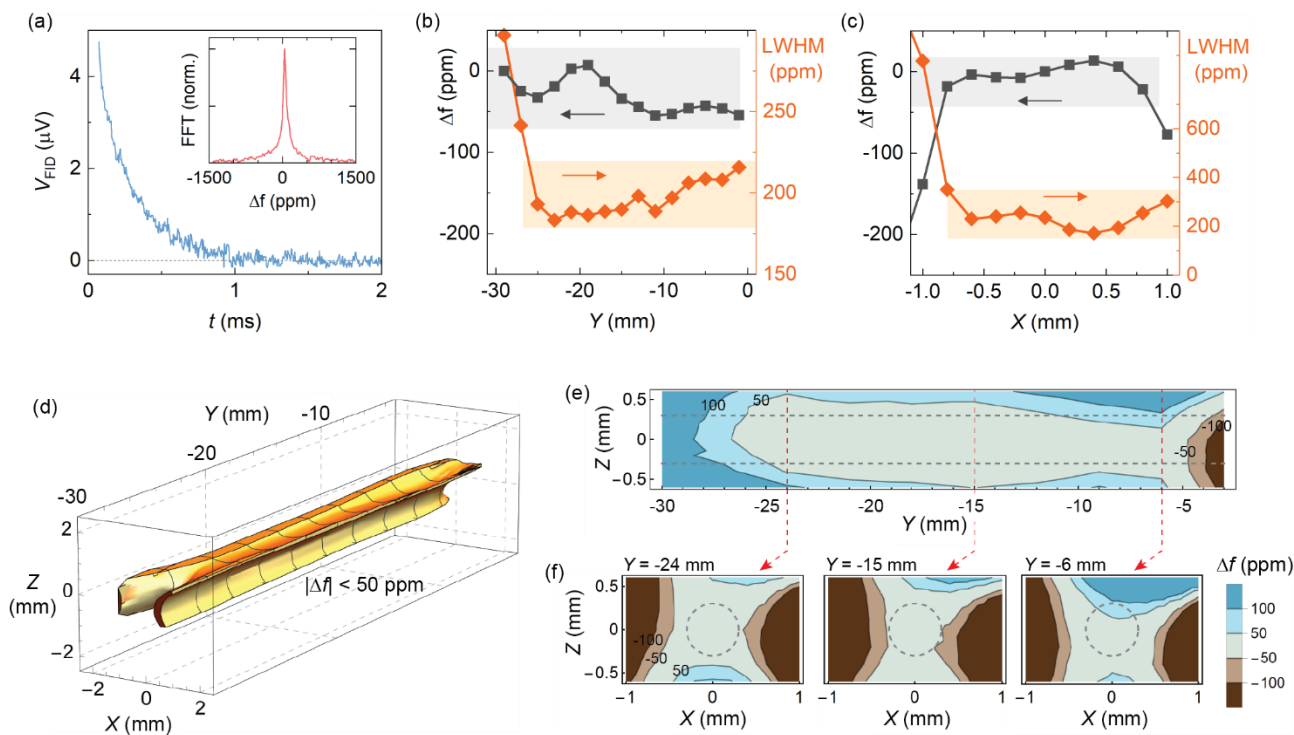 (a)
V_FID (μV)
4
2
0
0
1
2
t (ms)
FFT (norm.)
-1500
0
1500
Δf (ppm)
(b)
Δf (ppm)
0
-50
-100
-150
-200
-30
-20
-10
0
Y (mm)
LWHM
(ppm)
250
200
150
(c)
Δf (ppm)
0
-50
-100
-150
-200
-250
-1.0
-0.5
0.0
0.5
1.0
X (mm)
LWHM
(ppm)
600
400
200
0
(d)
Y (mm)
-10
-20
-30
2
Z
0
(mm)
−2
|Δf| < 50 ppm
−2
0
2
X (mm)
(e)
Z (mm)
0.5
0
−0.5
100
50
-100
-50
−30
−25
−20
−15
−10
−5
Y (mm)
(f)
Y = -24 mm
Y = -15 mm
Y = -6 mm
Z (mm)
0.5
0
−0.5
-100
-50
50
−1
0
1
−1
0
1
−1
0
1
X (mm)
X (mm)
X (mm)
Δf (ppm)
100
50
−50
−100